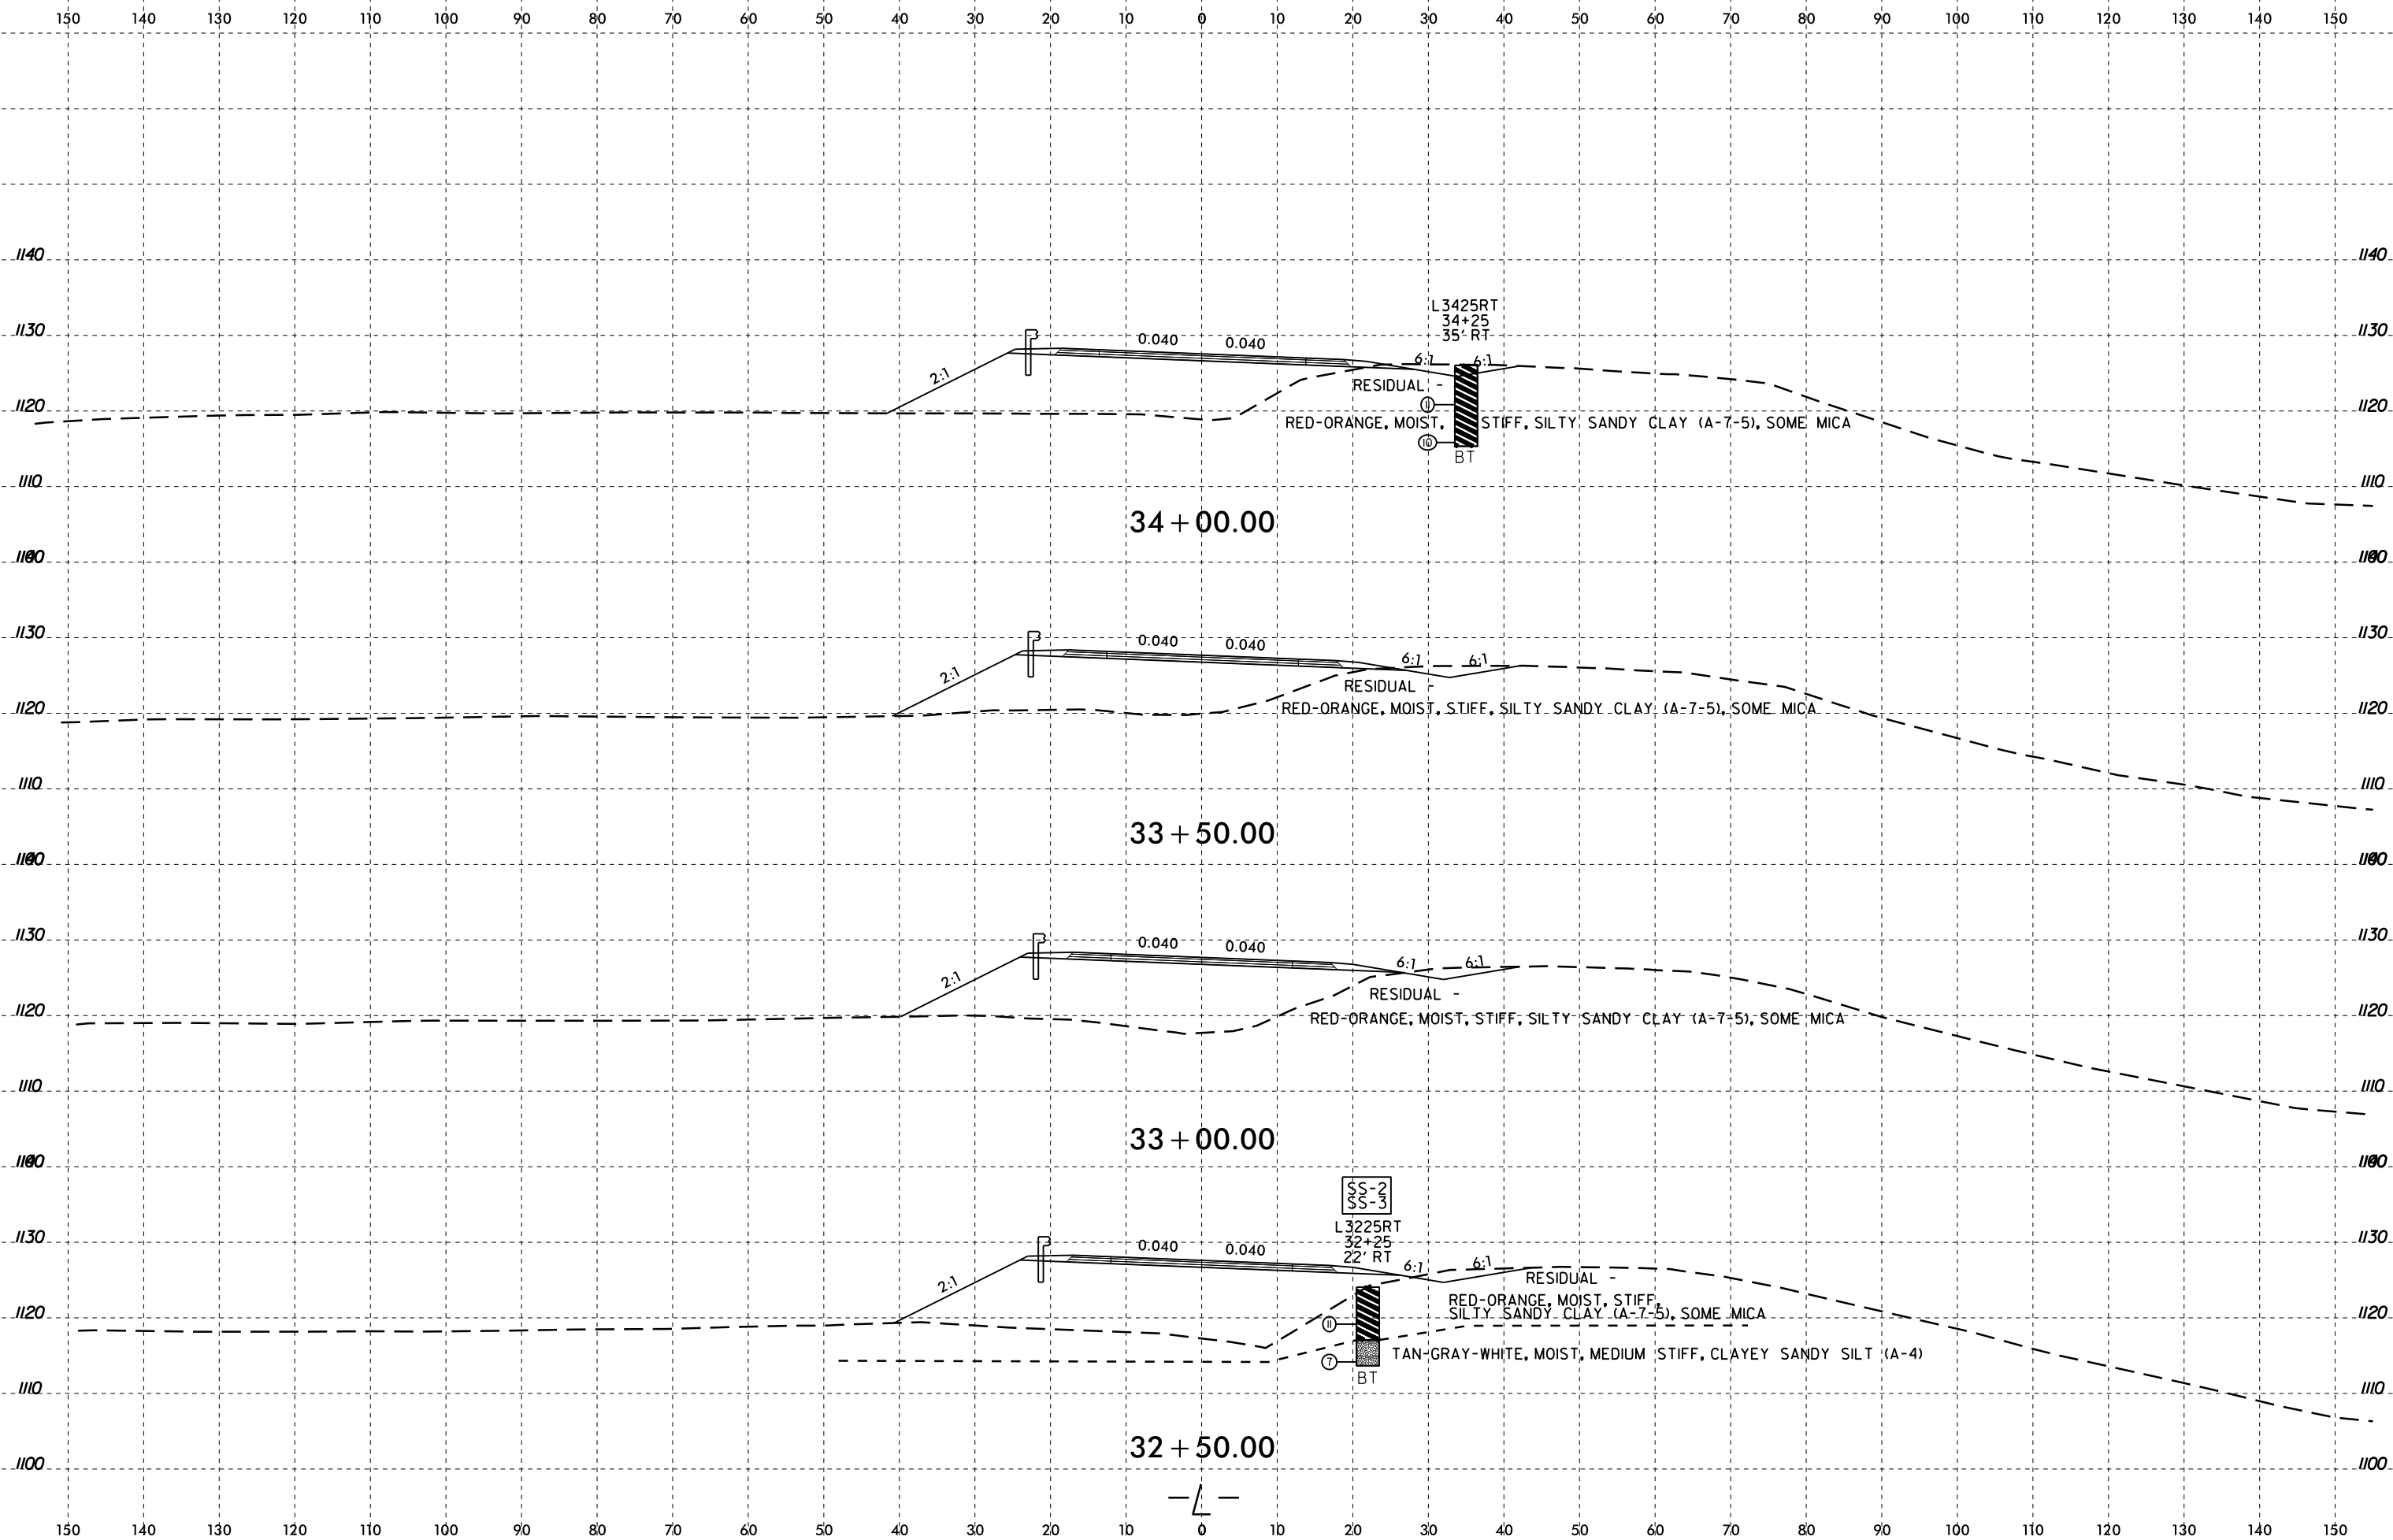 150 140 130 120 110 100 90 80 70 60 50 40 30 20 10 0 10 20 30 40 50 60 70 80 90 100 110 120 130 140 150
1140 1140
L3425RT
34+25
35' RT
1130 1130
0.040 0.040
6:1 6:1
2:1
RESIDUAL -
11
1120 1120
RED-ORANGE, MOIST, STIFF, SILTY SANDY CLAY (A-7-5), SOME MICA
10
BT
1110 1110
34+00.00
1130 1130
0.040 0.040
6:1 6:1
2:1
RESIDUAL -
1120 1120
RED-ORANGE, MOIST, STIFF, SILTY SANDY CLAY (A-7-5), SOME MICA
1110 1110
33+50.00
1130 1130
0.040 0.040
6:1 6:1
2:1
RESIDUAL -
1120 1120
RED-ORANGE, MOIST, STIFF, SILTY SANDY CLAY (A-7-5), SOME MICA
1110 1110
33+00.00
SS-2
SS-3
L3225RT
32+25
22' RT
1130 1130
0.040 0.040
6:1 6:1
2:1
RESIDUAL -
RED-ORANGE, MOIST, STIFF,
SILTY SANDY CLAY (A-7-5), SOME MICA
1120 1120
11
TAN-GRAY-WHITE, MOIST, MEDIUM STIFF, CLAYEY SANDY SILT (A-4)
7
BT
1110 1110
32+50.00
1100 1100
-L-
150 140 130 120 110 100 90 80 70 60 50 40 30 20 10 0 10 20 30 40 50 60 70 80 90 100 110 120 130 140 150